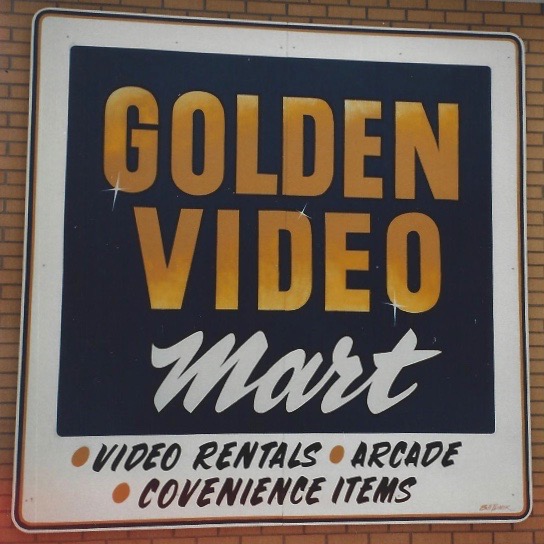 GOLDEN
VIDEO
Mart
• VIDEO RENTALS • ARCADE
• COVENIENCE ITEMS